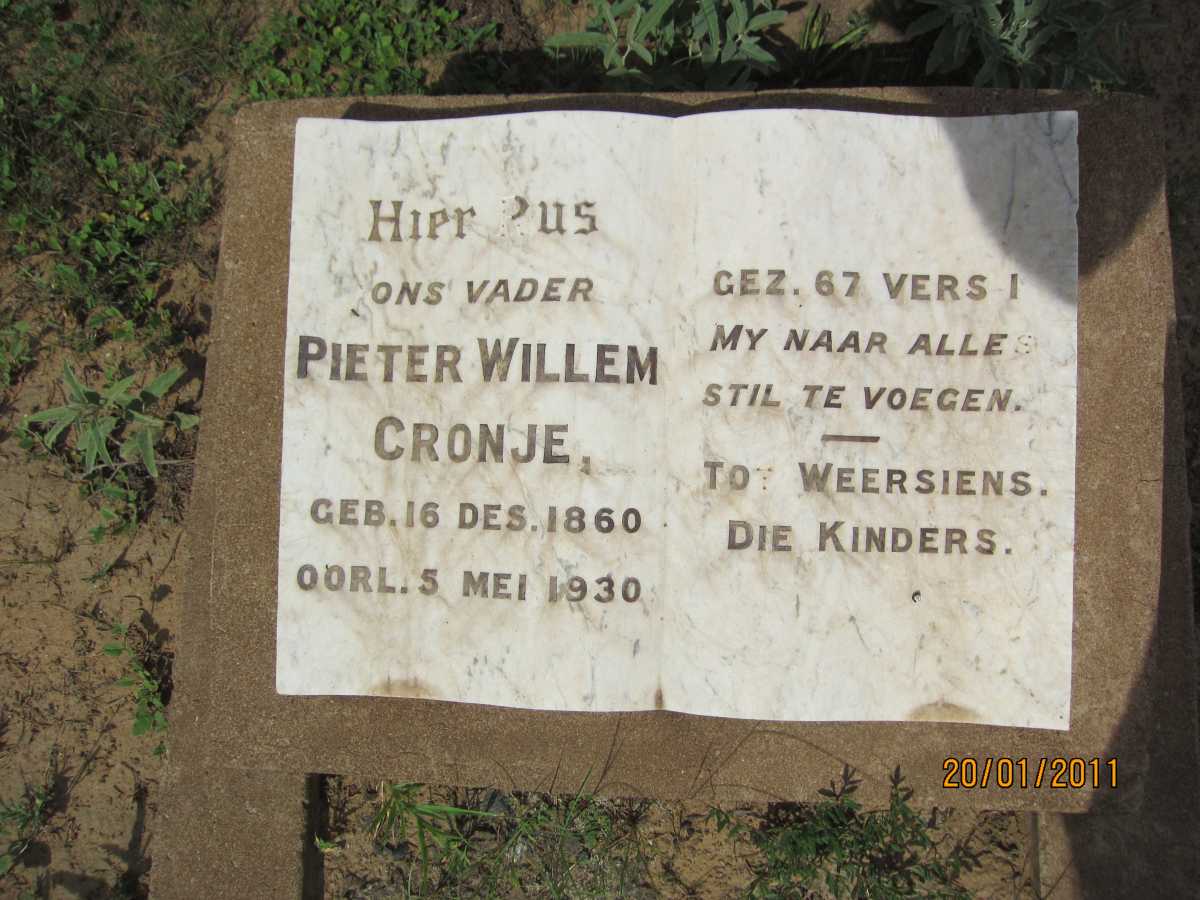 Hier Rus
ONS VADER
PIETER WILLEM
CRONJE,
GEB. 16 DES. 1860
OORL. 5 MEI 1930
GEZ. 67 VERS 1
MY NAAR ALLES
STIL TE VOEGEN.
TOT WEERSIENS.
DIE KINDERS.
20/01/2011